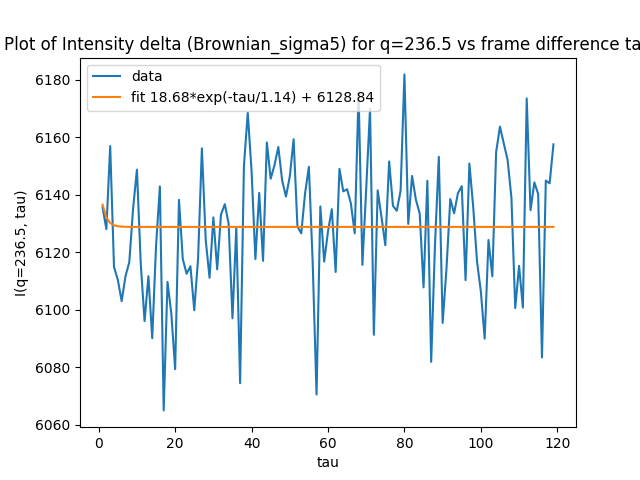 Plot of Intensity delta (Brownian_sigma5) for q=236.5 vs frame difference ta
data
fit 18.68*exp(-tau/1.14) + 6128.84
I(q=236.5, tau)
6180
6160
6140
6120
6100
6080
6060
0
20
40
60
80
100
120
tau